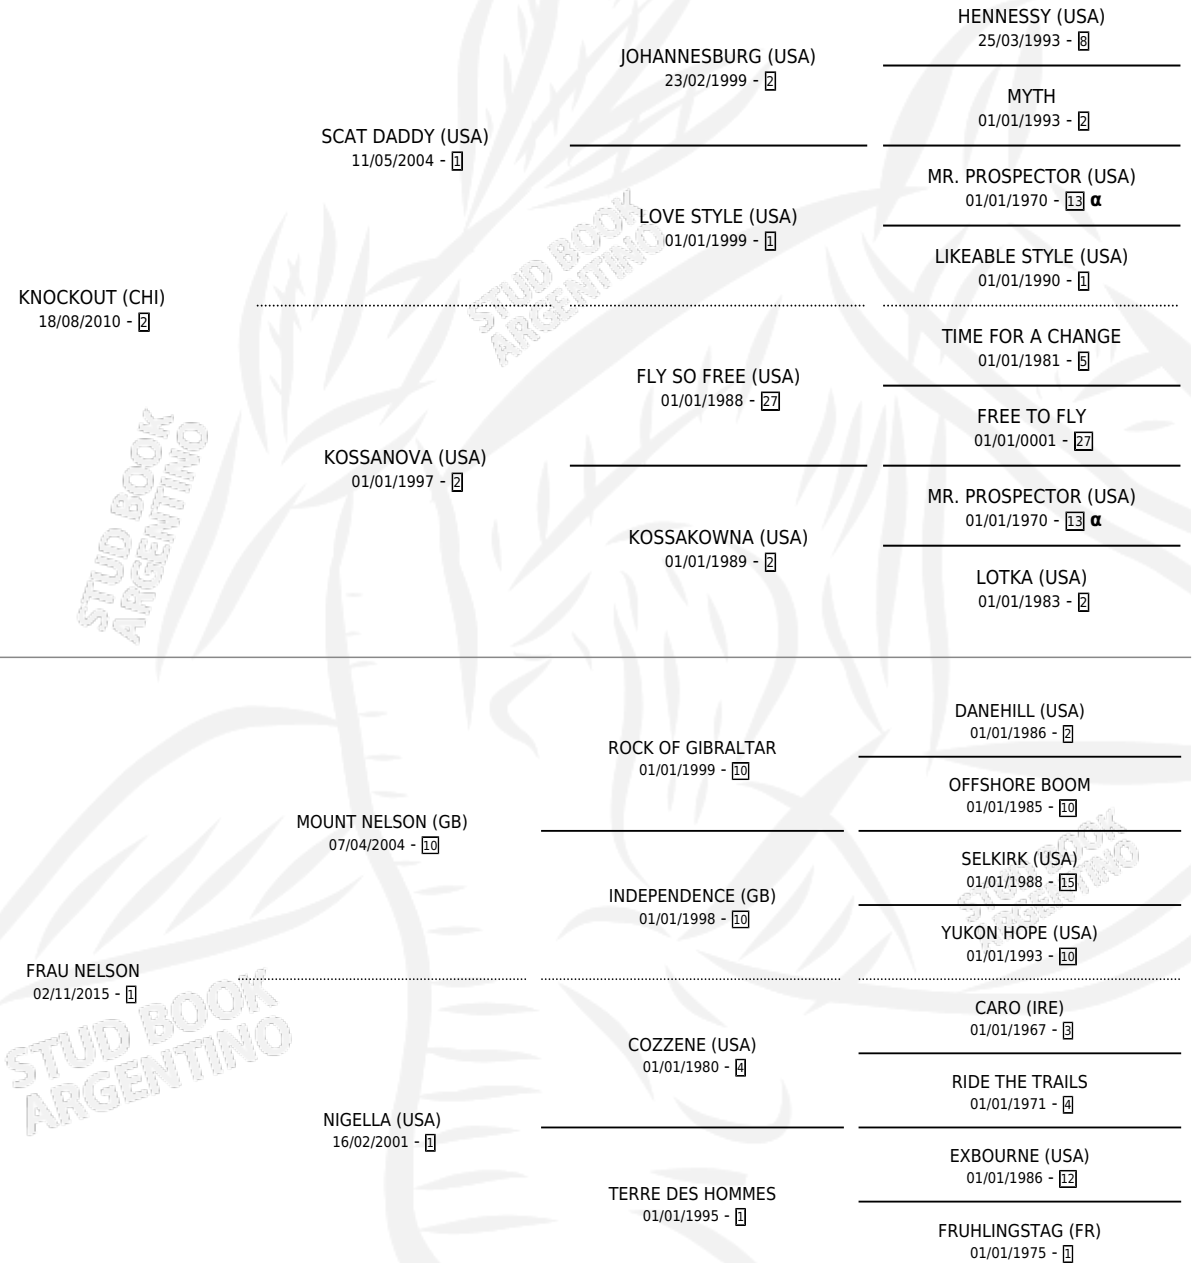 HENNESSY (USA)
25/03/1993 - 8
JOHANNESBURG (USA)
23/02/1999 - 2
MYTH
01/01/1993 - 2
SCAT DADDY (USA)
11/05/2004 - 1
MR. PROSPECTOR (USA)
01/01/1970 - 13 α
LOVE STYLE (USA)
01/01/1999 - 1
LIKEABLE STYLE (USA)
01/01/1990 - 1
KNOCKOUT (CHI)
18/08/2010 - 2
TIME FOR A CHANGE
01/01/1981 - 5
FLY SO FREE (USA)
01/01/1988 - 27
FREE TO FLY
01/01/0001 - 27
KOSSANOVA (USA)
01/01/1997 - 2
MR. PROSPECTOR (USA)
01/01/1970 - 13 α
KOSSAKOWNA (USA)
01/01/1989 - 2
LOTKA (USA)
01/01/1983 - 2
DANEHILL (USA)
01/01/1986 - 2
ROCK OF GIBRALTAR
01/01/1999 - 10
OFFSHORE BOOM
01/01/1985 - 10
MOUNT NELSON (GB)
07/04/2004 - 10
SELKIRK (USA)
01/01/1988 - 15
INDEPENDENCE (GB)
01/01/1998 - 10
YUKON HOPE (USA)
01/01/1993 - 10
FRAU NELSON
02/11/2015 - 1
CARO (IRE)
01/01/1967 - 3
COZZENE (USA)
01/01/1980 - 4
RIDE THE TRAILS
01/01/1971 - 4
NIGELLA (USA)
16/02/2001 - 1
EXBOURNE (USA)
01/01/1986 - 12
TERRE DES HOMMES
01/01/1995 - 1
FRUHLINGSTAG (FR)
01/01/1975 - 1
STUD BOOK
ARGENTINO
STUD BOOK
ARGENTINO
STUD BOOK
ARGENTINO
STUD BOOK
ARGENTINO